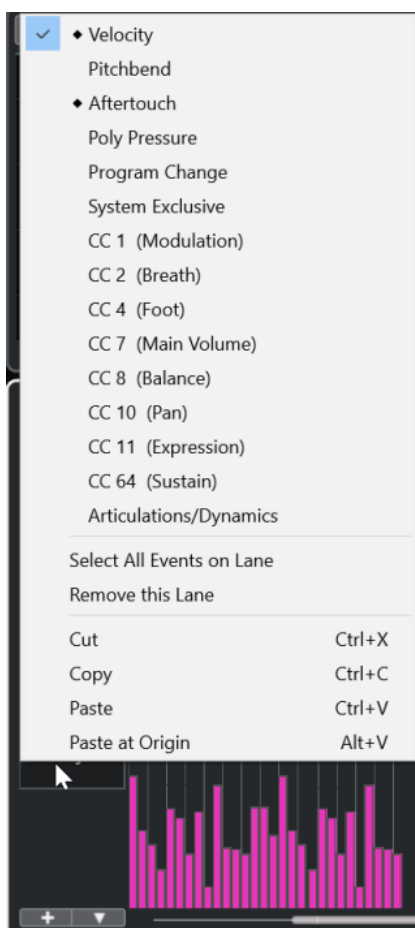 ✓ ◆ Velocity
Pitchbend
◆ Aftertouch
Poly Pressure
Program Change
System Exclusive
CC 1 (Modulation)
CC 2 (Breath)
CC 4 (Foot)
CC 7 (Main Volume)
CC 8 (Balance)
CC 10 (Pan)
CC 11 (Expression)
CC 64 (Sustain)
Articulations/Dynamics
Select All Events on Lane
Remove this Lane
Cut Ctrl+X
Copy Ctrl+C
Paste Ctrl+V
Paste at Origin Alt+V